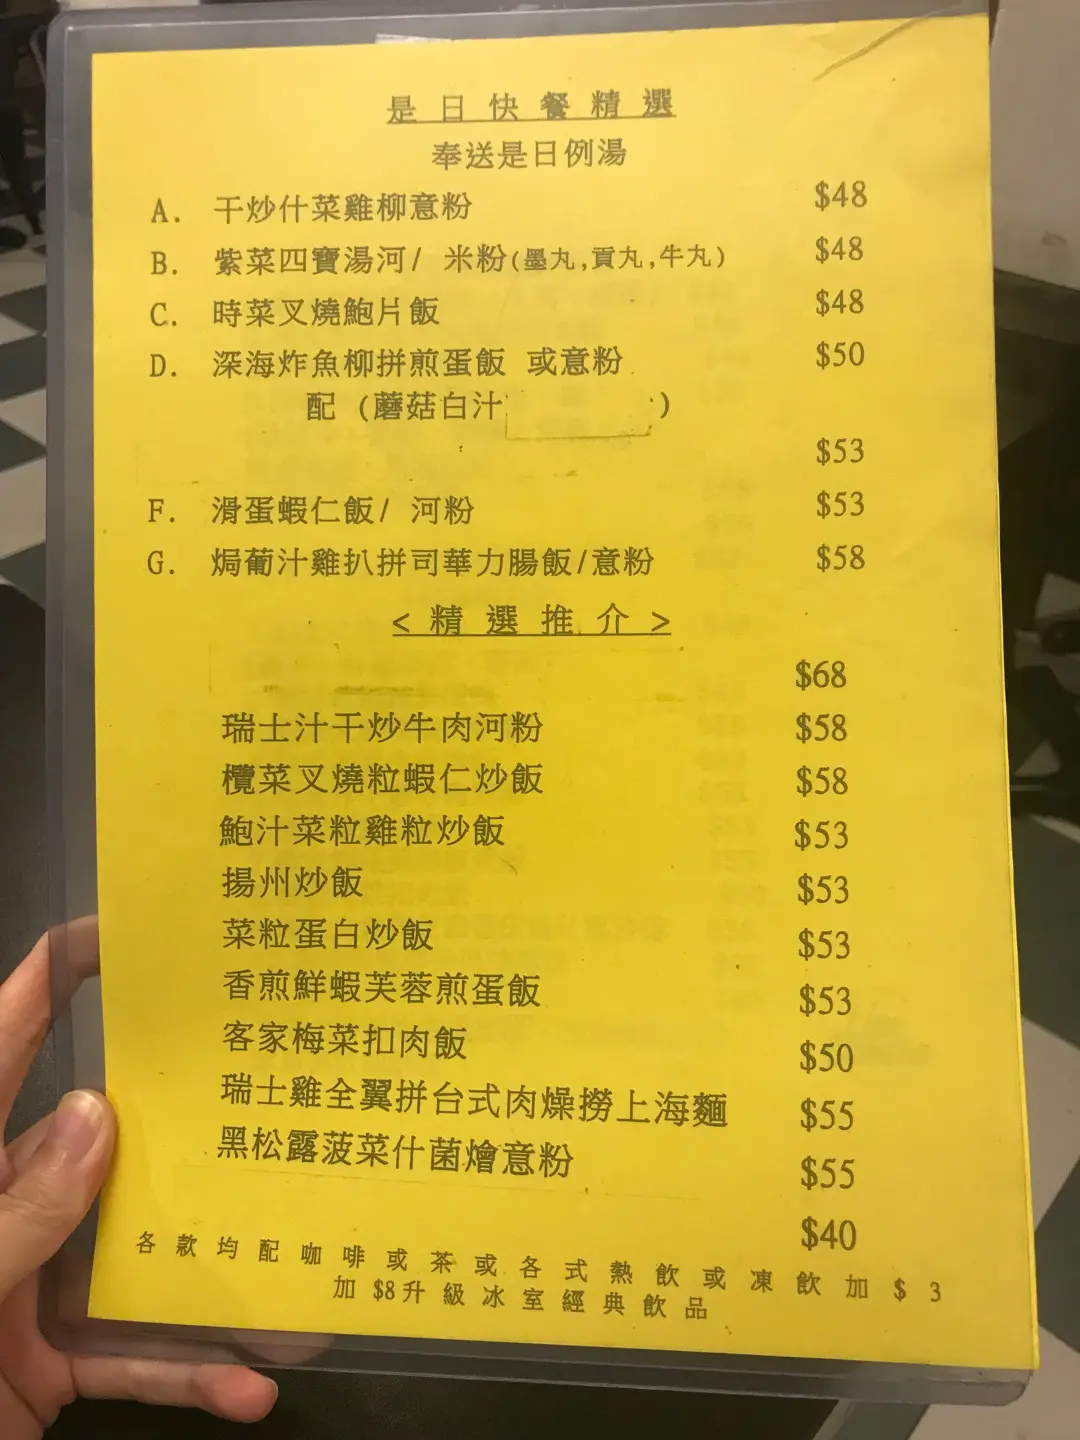 是日快餐精選
奉送是日例湯
A. 干炒什菜雞柳意粉 $48
B. 紫菜四寶湯河/ 米粉(墨丸,貢丸,牛丸) $48
C. 時菜叉燒鮑片飯 $48
D. 深海炸魚柳拼煎蛋飯 或意粉 $50
配 (蘑菇白汁 )
$53
F. 滑蛋蝦仁飯/ 河粉 $53
G. 焗葡汁雞扒拼司華力腸飯/意粉 $58
<精選推介>
$68
瑞士汁干炒牛肉河粉 $58
欖菜叉燒粒蝦仁炒飯 $58
鮑汁菜粒雞粒炒飯 $53
揚州炒飯 $53
菜粒蛋白炒飯 $53
香煎鮮蝦芙蓉煎蛋飯 $53
客家梅菜扣肉飯 $50
瑞士雞全翼拼台式肉燥撈上海麵 $55
黑松露菠菜什菌燴意粉 $55
$40
各款均配咖啡或茶或各式熱飲或凍飲加$3
加 $8升級冰室經典飲品